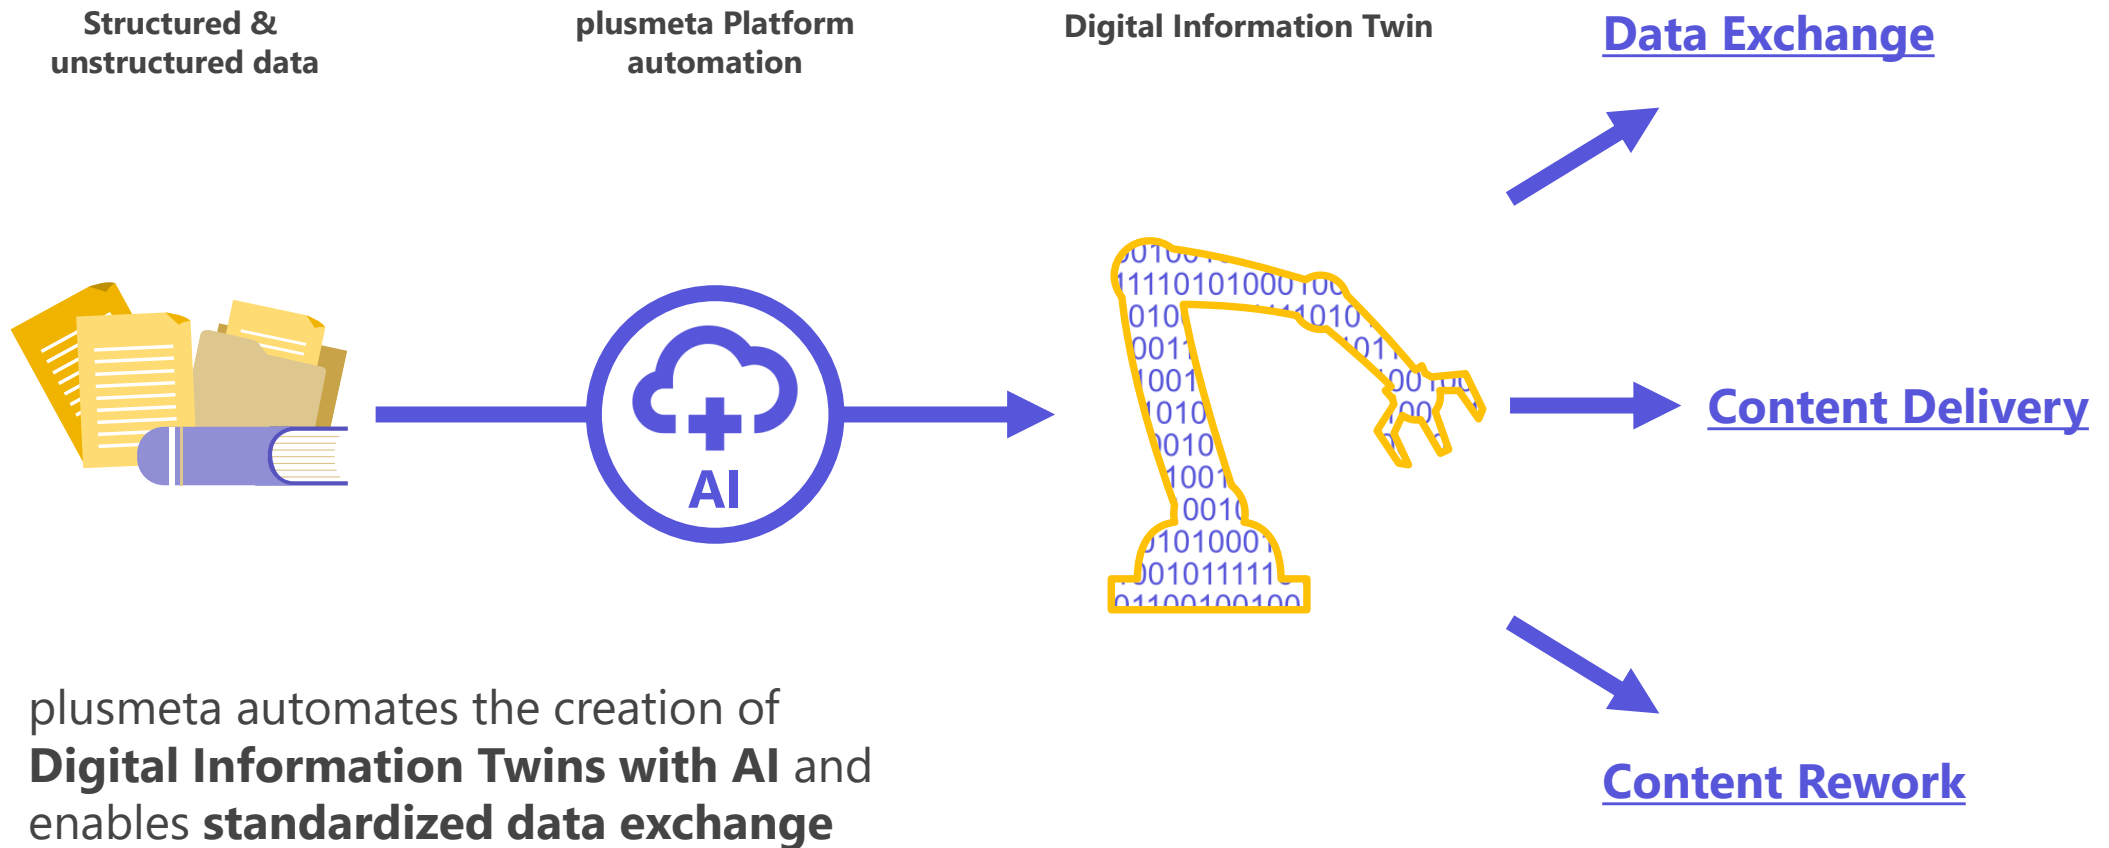 Structured &
unstructured data
plusmeta Platform
automation
Digital Information Twin
Data Exchange
AI
Content Delivery
Content Rework
plusmeta automates the creation of
Digital Information Twins with AI and
enables standardized data exchange